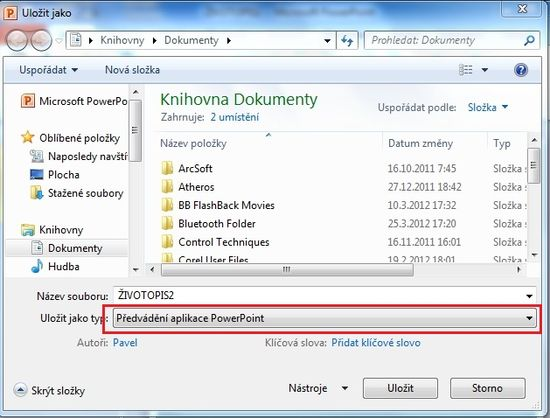 Uložit jako
Knihovny ▸ Dokumenty ▸
Prohledat: Dokumenty
Uspořádat Nová složka
Microsoft PowerPo
Oblíbené položky
Naposledy navští
Plocha
Stažené soubory
Knihovny
Dokumenty
Hudba
Knihovna Dokumenty
Zahrnuje: 2 umístění
Uspořádat podle: Složka
Název položky Datum změny Typ
ArcSoft 16.10.2011 7:45 Složka s
Atheros 27.12.2011 18:42 Složka s
BB FlashBack Movies 10.3.2012 17:32 Složka s
Bluetooth Folder 25.3.2012 17:20 Složka s
Control Techniques 16.11.2011 16:01 Složka s
Corel User Files 19.2.2012 18:01 Složka s
Název souboru: ŽIVOTOPIS2
Uložit jako typ: Předvádění aplikace PowerPoint
Autoři: Pavel Klíčová slova: Přidat klíčové slovo
Skrýt složky Nástroje Uložit Storno